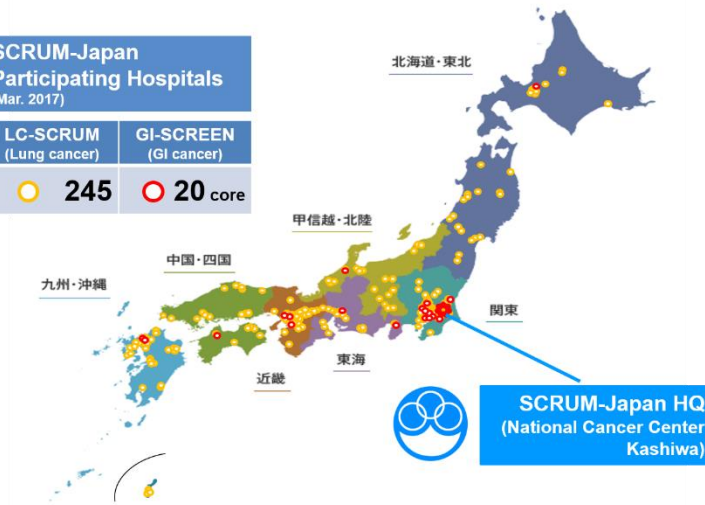 SCRUM-Japan
Participating Hospitals
(Mar. 2017)
LC-SCRUM
(Lung cancer)
GI-SCREEN
(GI cancer)
245
20 core
北海道・東北
甲信越・北陸
中国・四国
九州・沖縄
関東
東海
近畿
SCRUM-Japan HQ
(National Cancer Center
Kashiwa)